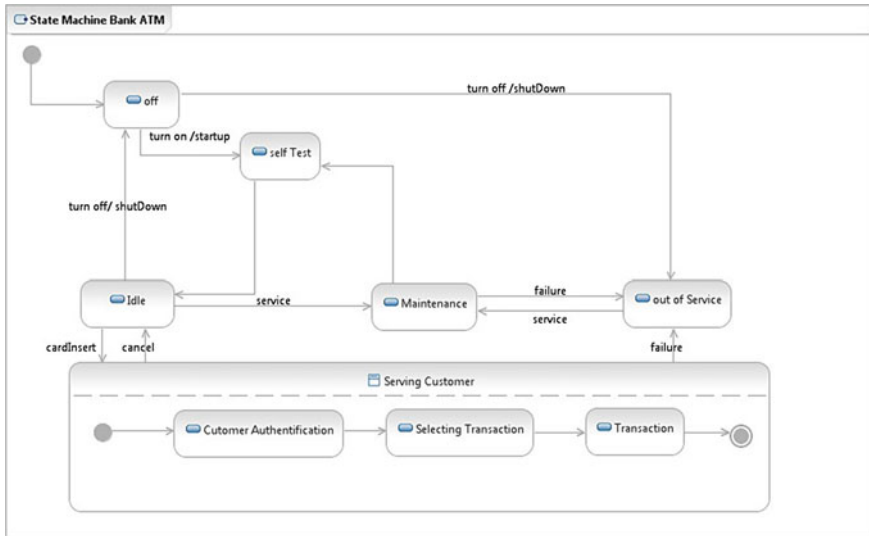 State Machine Bank ATM
off
turn off /shutDown
turn on /startup
self Test
turn off/ shutDown
Idle
service
Maintenance
failure
service
out of Service
cardInsert
cancel
failure
Serving Customer
Cutomer Authentification
Selecting Transaction
Transaction